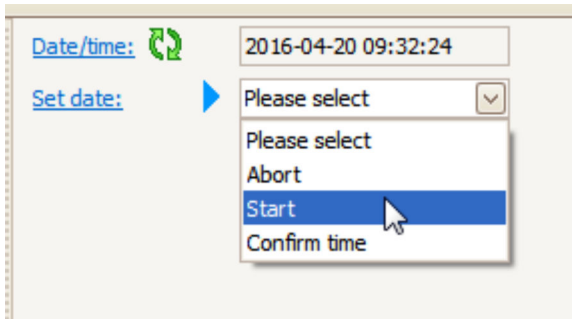 Date/time: 2016-04-20 09:32:24
Set date: Please select
Please select
Abort
Start
Confirm time